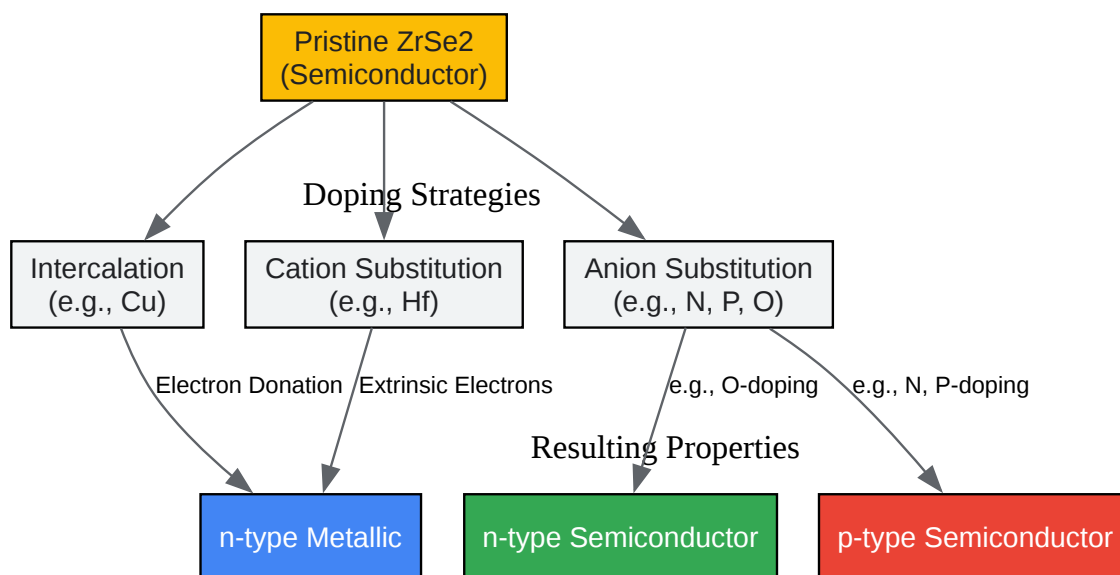 Pristine ZrSe2
(Semiconductor)
Doping Strategies
Intercalation
(e.g., Cu)
Cation Substitution
(e.g., Hf)
Anion Substitution
(e.g., N, P, O)
Electron Donation
Extrinsic Electrons
e.g., O-doping
e.g., N, P-doping
Resulting Properties
n-type Metallic
n-type Semiconductor
p-type Semiconductor